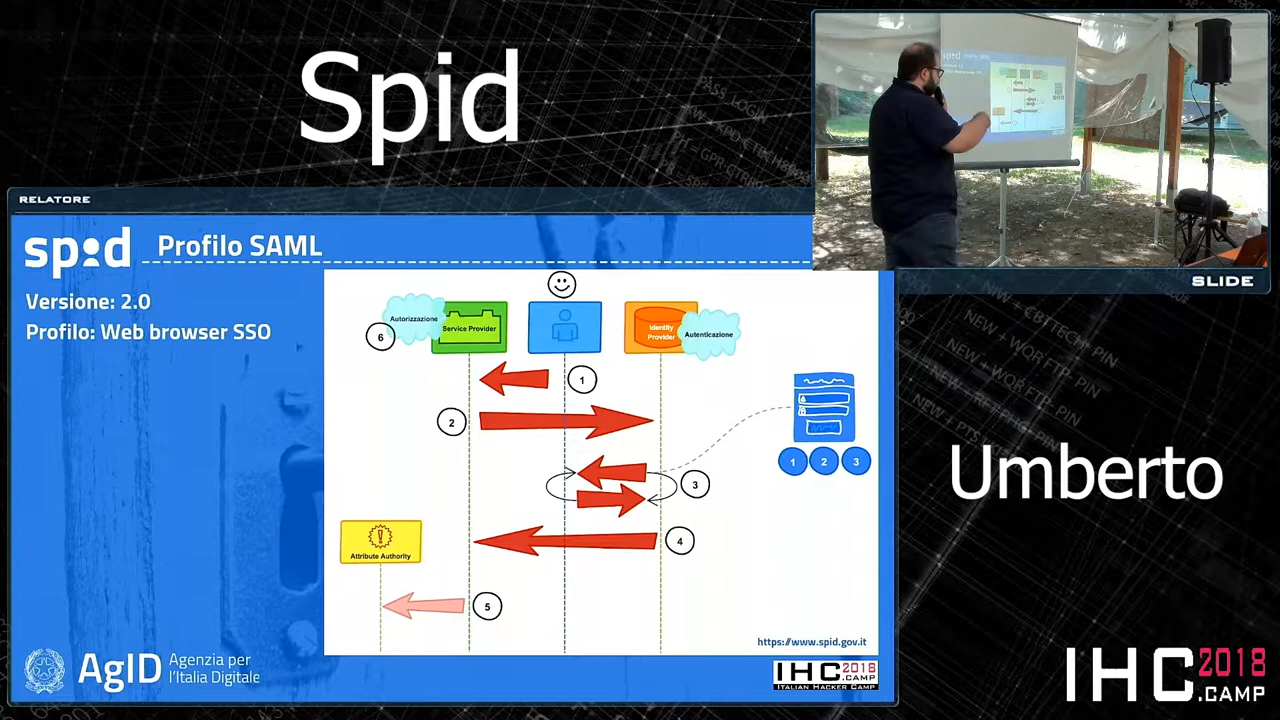 Spid
RELATORE
spid
Profilo SAML
Versione: 2.0
Profilo: Web browser SSO
SLIDE
Autorizzazione
Service Provider
Identity
Provider
Autenticazione
6
1
2
3
4
5
1 2 3
Attribute Authority
https://www.spid.gov.it
AgID
Agenzia per
l'Italia Digitale
IHC 2018
.CAMP
ITALIAN HACKER CAMP
Umberto
IHC 2018
.CAMP